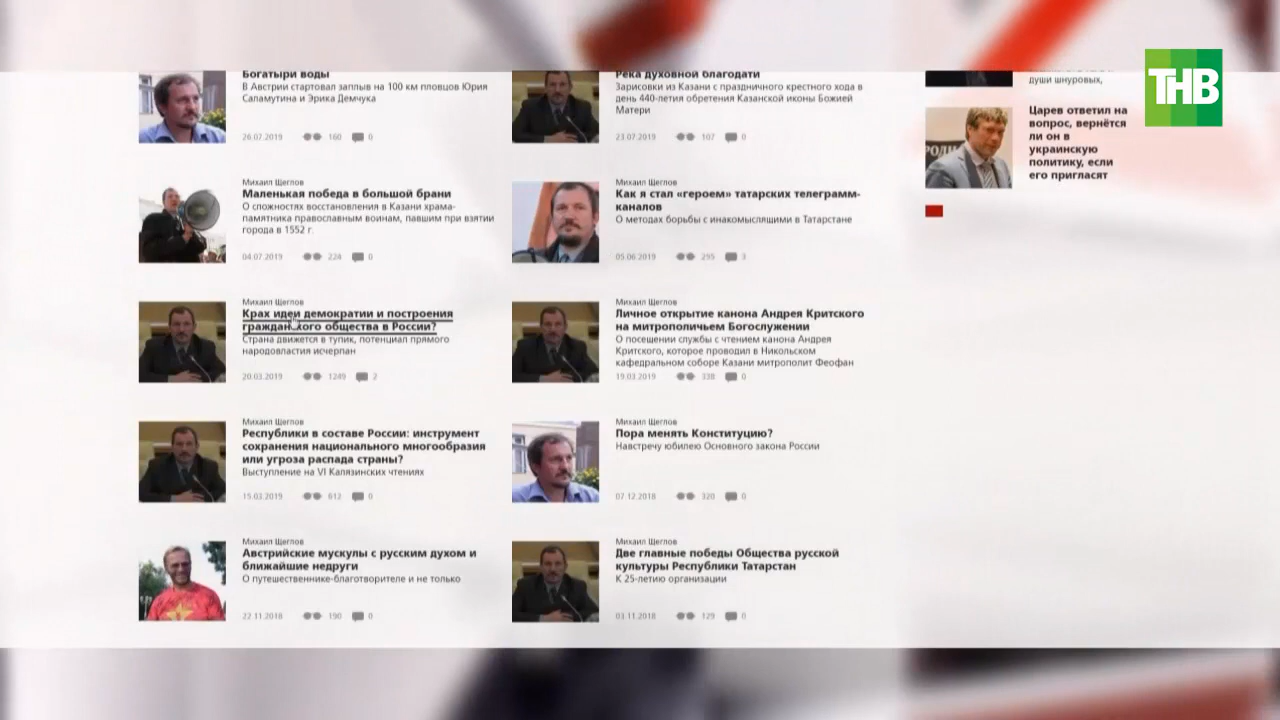 Богатыри воды
В Австрии стартовал заплыв на 100 км пловцов Юрия
Саламутина и Эрика Демчука
26.07.2019 160 0
Михаил Щеглов
Маленькая победа в большой брани
О сложностях восстановления в Казани храма-
памятника православным воинам, павшим при взятии
города в 1552 г.
04.07.2019 224 0
Михаил Щеглов
Крах идеи демократии и построения
гражданского общества в России?
Страна движется в тупик, потенциал прямого
народовластия исчерпан
20.03.2019 1249 2
Михаил Щеглов
Республики в составе России: инструмент
сохранения национального многообразия
или угроза распада страны?
Выступление на VI Калязинских чтениях
15.03.2019 612 0
Михаил Щеглов
Австрийские мускулы с русским духом и
ближайшие недруги
О путешественнике-благотворителе и не только
22.11.2018 190 0
Река духовной благодати
Зарисовки из Казани с праздничного крестного хода в
день 440-летия обретения Казанской иконы Божией
Матери
23.07.2019 107 0
Михаил Щеглов
Как я стал «героем» татарских телеграмм-
каналов
О методах борьбы с инакомыслящими в Татарстане
05.06.2019 295 3
Михаил Щеглов
Личное открытие канона Андрея Критского
на митрополичьем Богослужении
О посещении службы с чтением канона Андрея
Критского, которое проводил в Никольском
кафедральном соборе Казани митрополит Феофан
19.03.2019 338 0
Михаил Щеглов
Пора менять Конституцию?
Навстречу юбилею Основного закона России
07.12.2018 320 0
Михаил Щеглов
Две главные победы Общества русской
культуры Республики Татарстан
К 25-летию организации
03.11.2018 129 0
души шнуровых,
Царев ответил на
вопрос, вернётся
ли он в
украинскую
политику, если
его пригласят
ТНВ